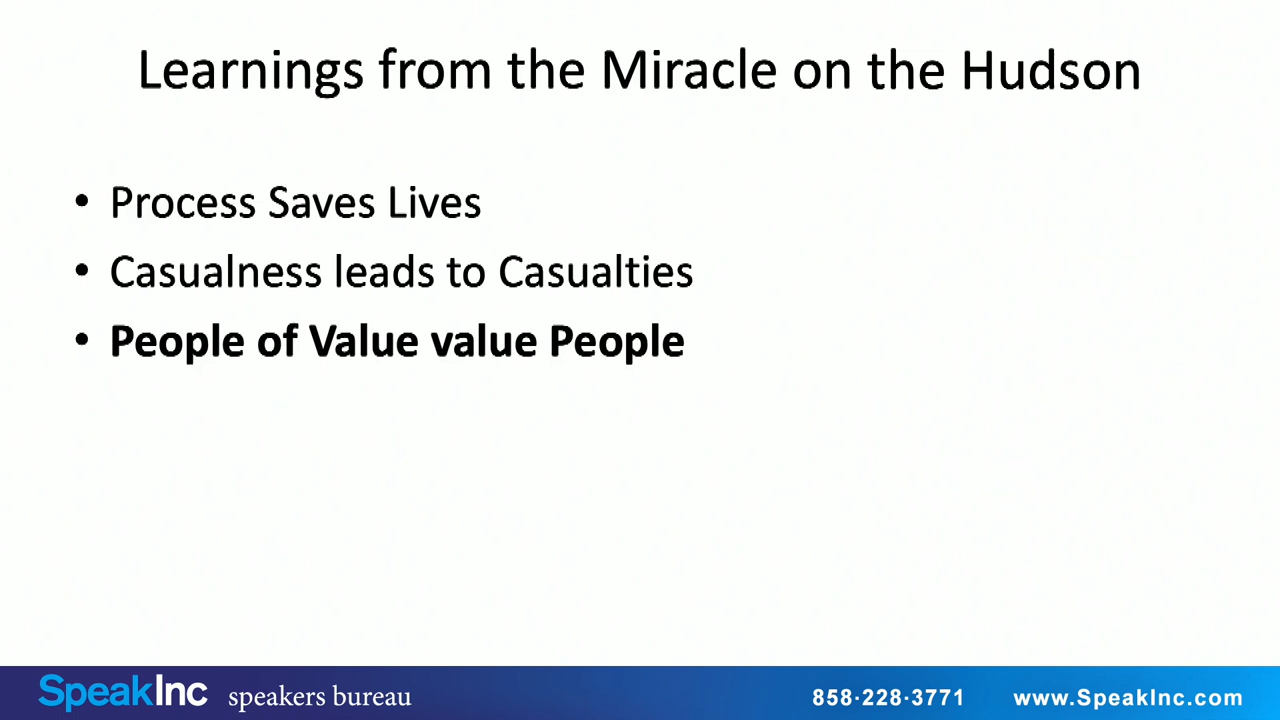 Learnings from the Miracle on the Hudson
• Process Saves Lives
• Casualness leads to Casualties
• People of Value value People
SpeakInc speakers bureau 858·228·3771 www.SpeakInc.com